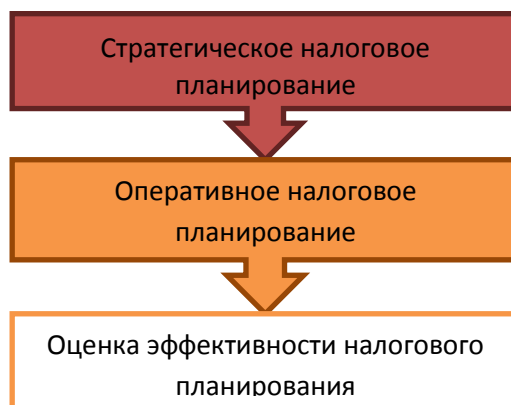 Стратегическое налоговое
планирование
Оперативное налоговое
планирование
Оценка эффективности налогового
планирования